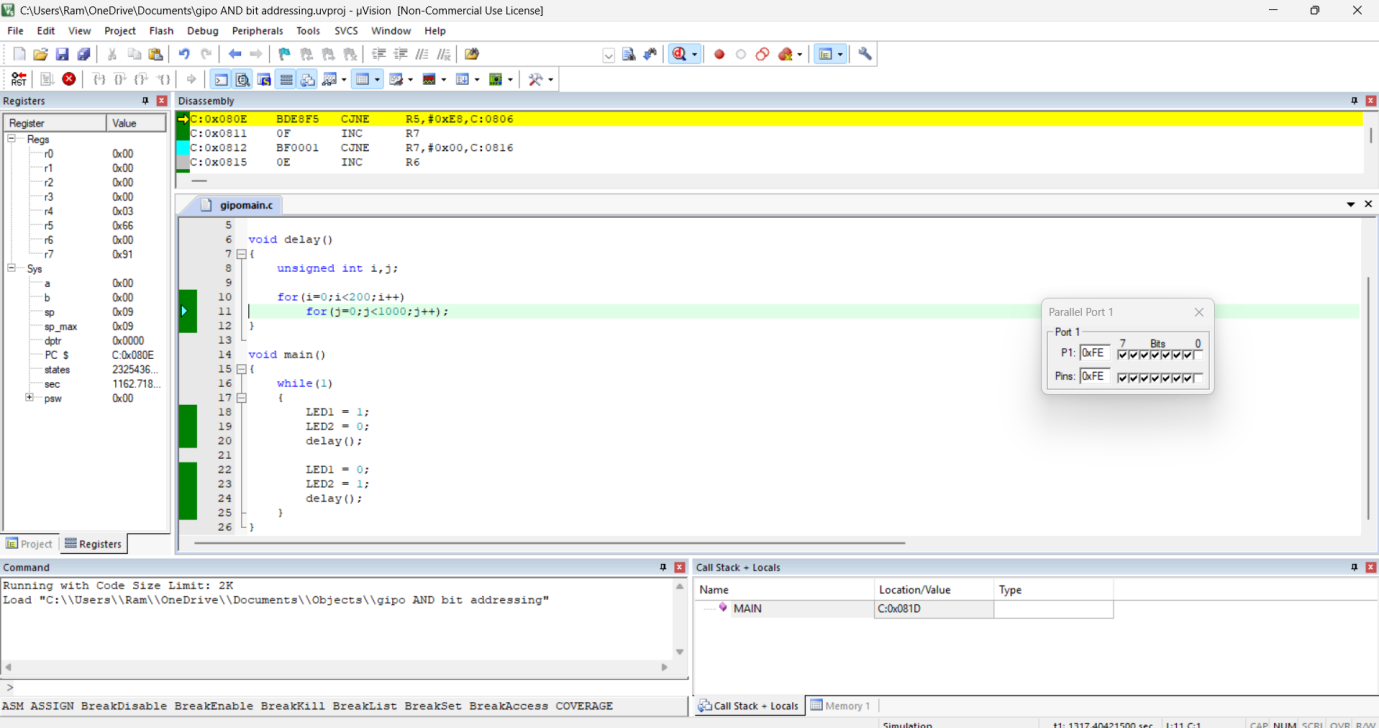 C:\Users\Ram\OneDrive\Documents\gipo AND bit addressing.uvproj - µVision [Non-Commercial Use License]
File Edit View Project Flash Debug Peripherals Tools SVCS Window Help
RST
Registers
Register Value
Regs
r0 0x00
r1 0x00
r2 0x00
r3 0x00
r4 0x03
r5 0x66
r6 0x00
r7 0x91
Sys
a 0x00
b 0x00
sp 0x09
sp_max 0x09
dptr 0x0000
PC $ C:0x080E
states 2325436...
sec 1162.718...
psw 0x00
Project Registers
Disassembly
C:0x080E BDE8F5 CJNE R5,#0xE8,C:0806
C:0x0811 0F INC R7
C:0x0812 BF0001 CJNE R7,#0x00,C:0816
C:0x0815 0E INC R6
gipomain.c
5
6 void delay()
7 {
8 unsigned int i,j;
9
10 for(i=0;i<200;i++)
11 for(j=0;j<1000;j++);
12 }
13
14 void main()
15 {
16 while(1)
17 {
18 LED1 = 1;
19 LED2 = 0;
20 delay();
21
22 LED1 = 0;
23 LED2 = 1;
24 delay();
25 }
26 }
Parallel Port 1
Port 1
7 Bits 0
P1: 0xFE
Pins: 0xFE
Command
Running with Code Size Limit: 2K
Load "C:\\Users\\Ram\\OneDrive\\Documents\\Objects\\gipo AND bit addressing"
>
ASM ASSIGN BreakDisable BreakEnable BreakKill BreakList BreakSet BreakAccess COVERAGE
Call Stack + Locals
Name Location/Value Type
MAIN C:0x081D
Call Stack + Locals Memory 1
Simulation t1: 1317.40421500 sec L:11 C:1 CAP NUM SCRL OVR R/W